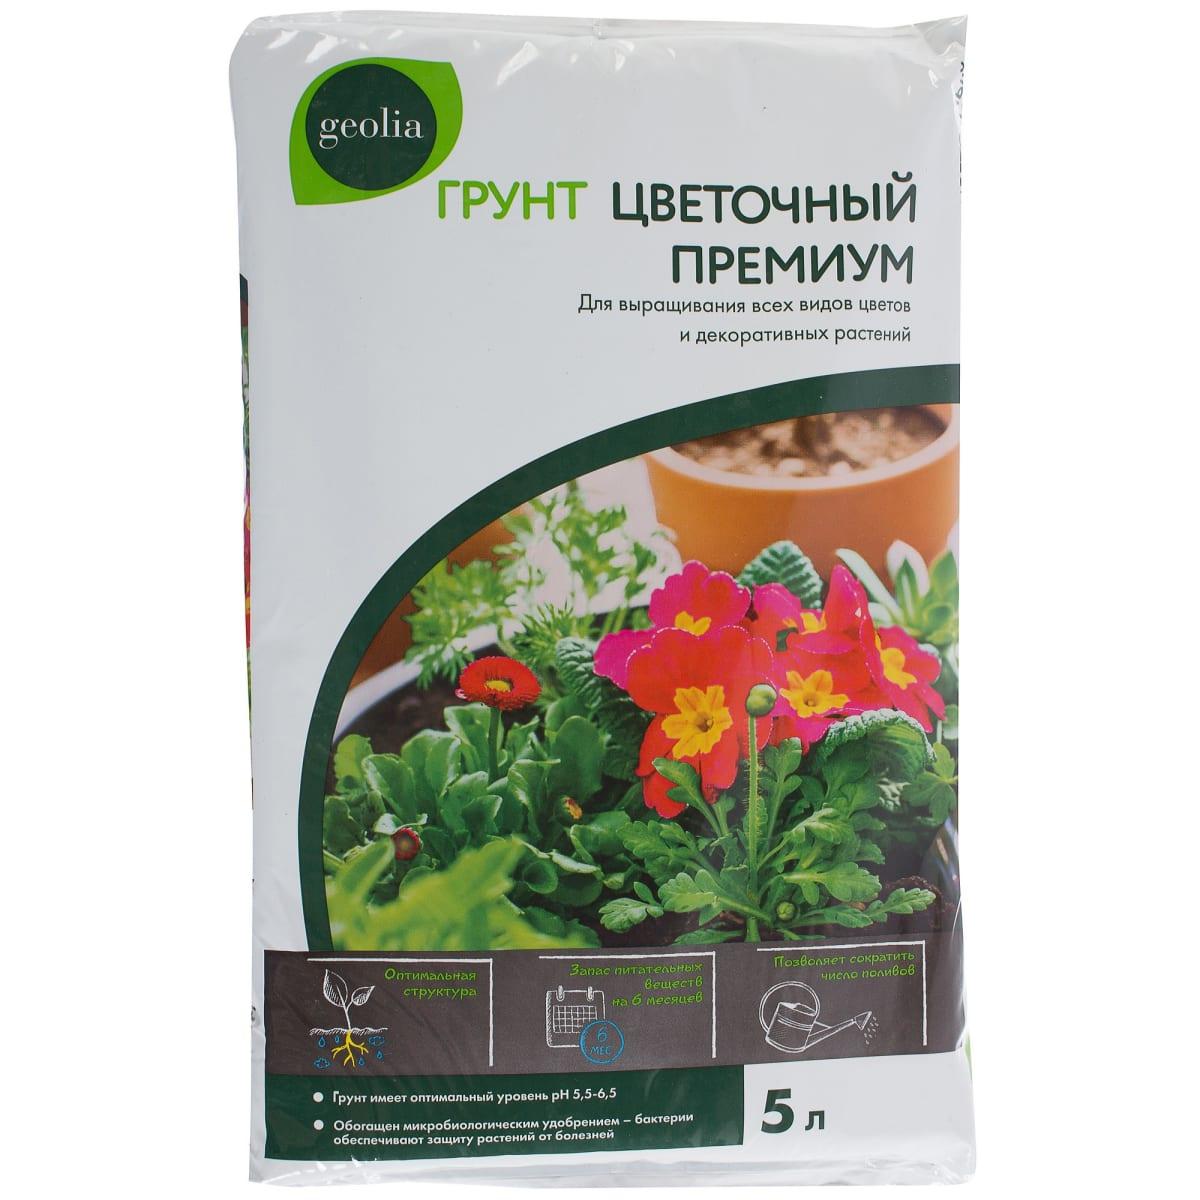 geolia
ГРУНТ ЦВЕТОЧНЫЙ
ПРЕМИУМ
Для выращивания всех видов цветов
и декоративных растений
Оптимальная
структура
Запас питательных
веществ
на 6 месяцев
6
МЕС
Позволяет сократить
число поливов
Грунт имеет оптимальный уровень pH 5,5-6,5
Обогащен микробиологическим удобрением – бактерии
обеспечивают защиту растений от болезней
5 л